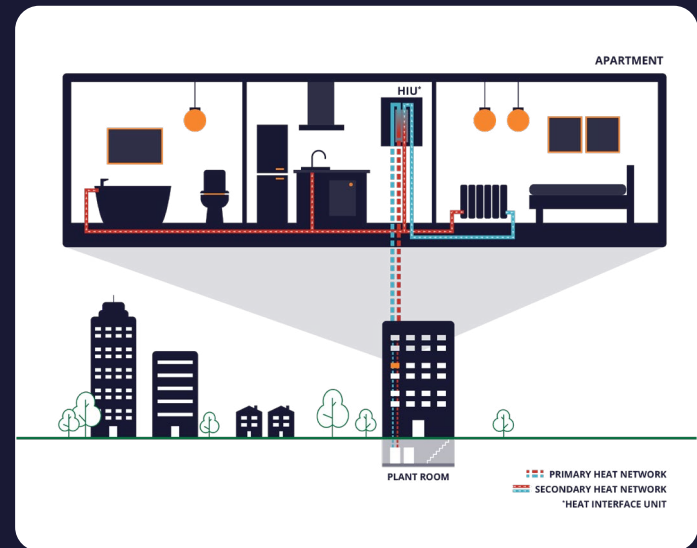 APARTMENT
HIU*
PLANT ROOM
PRIMARY HEAT NETWORK
SECONDARY HEAT NETWORK
*HEAT INTERFACE UNIT